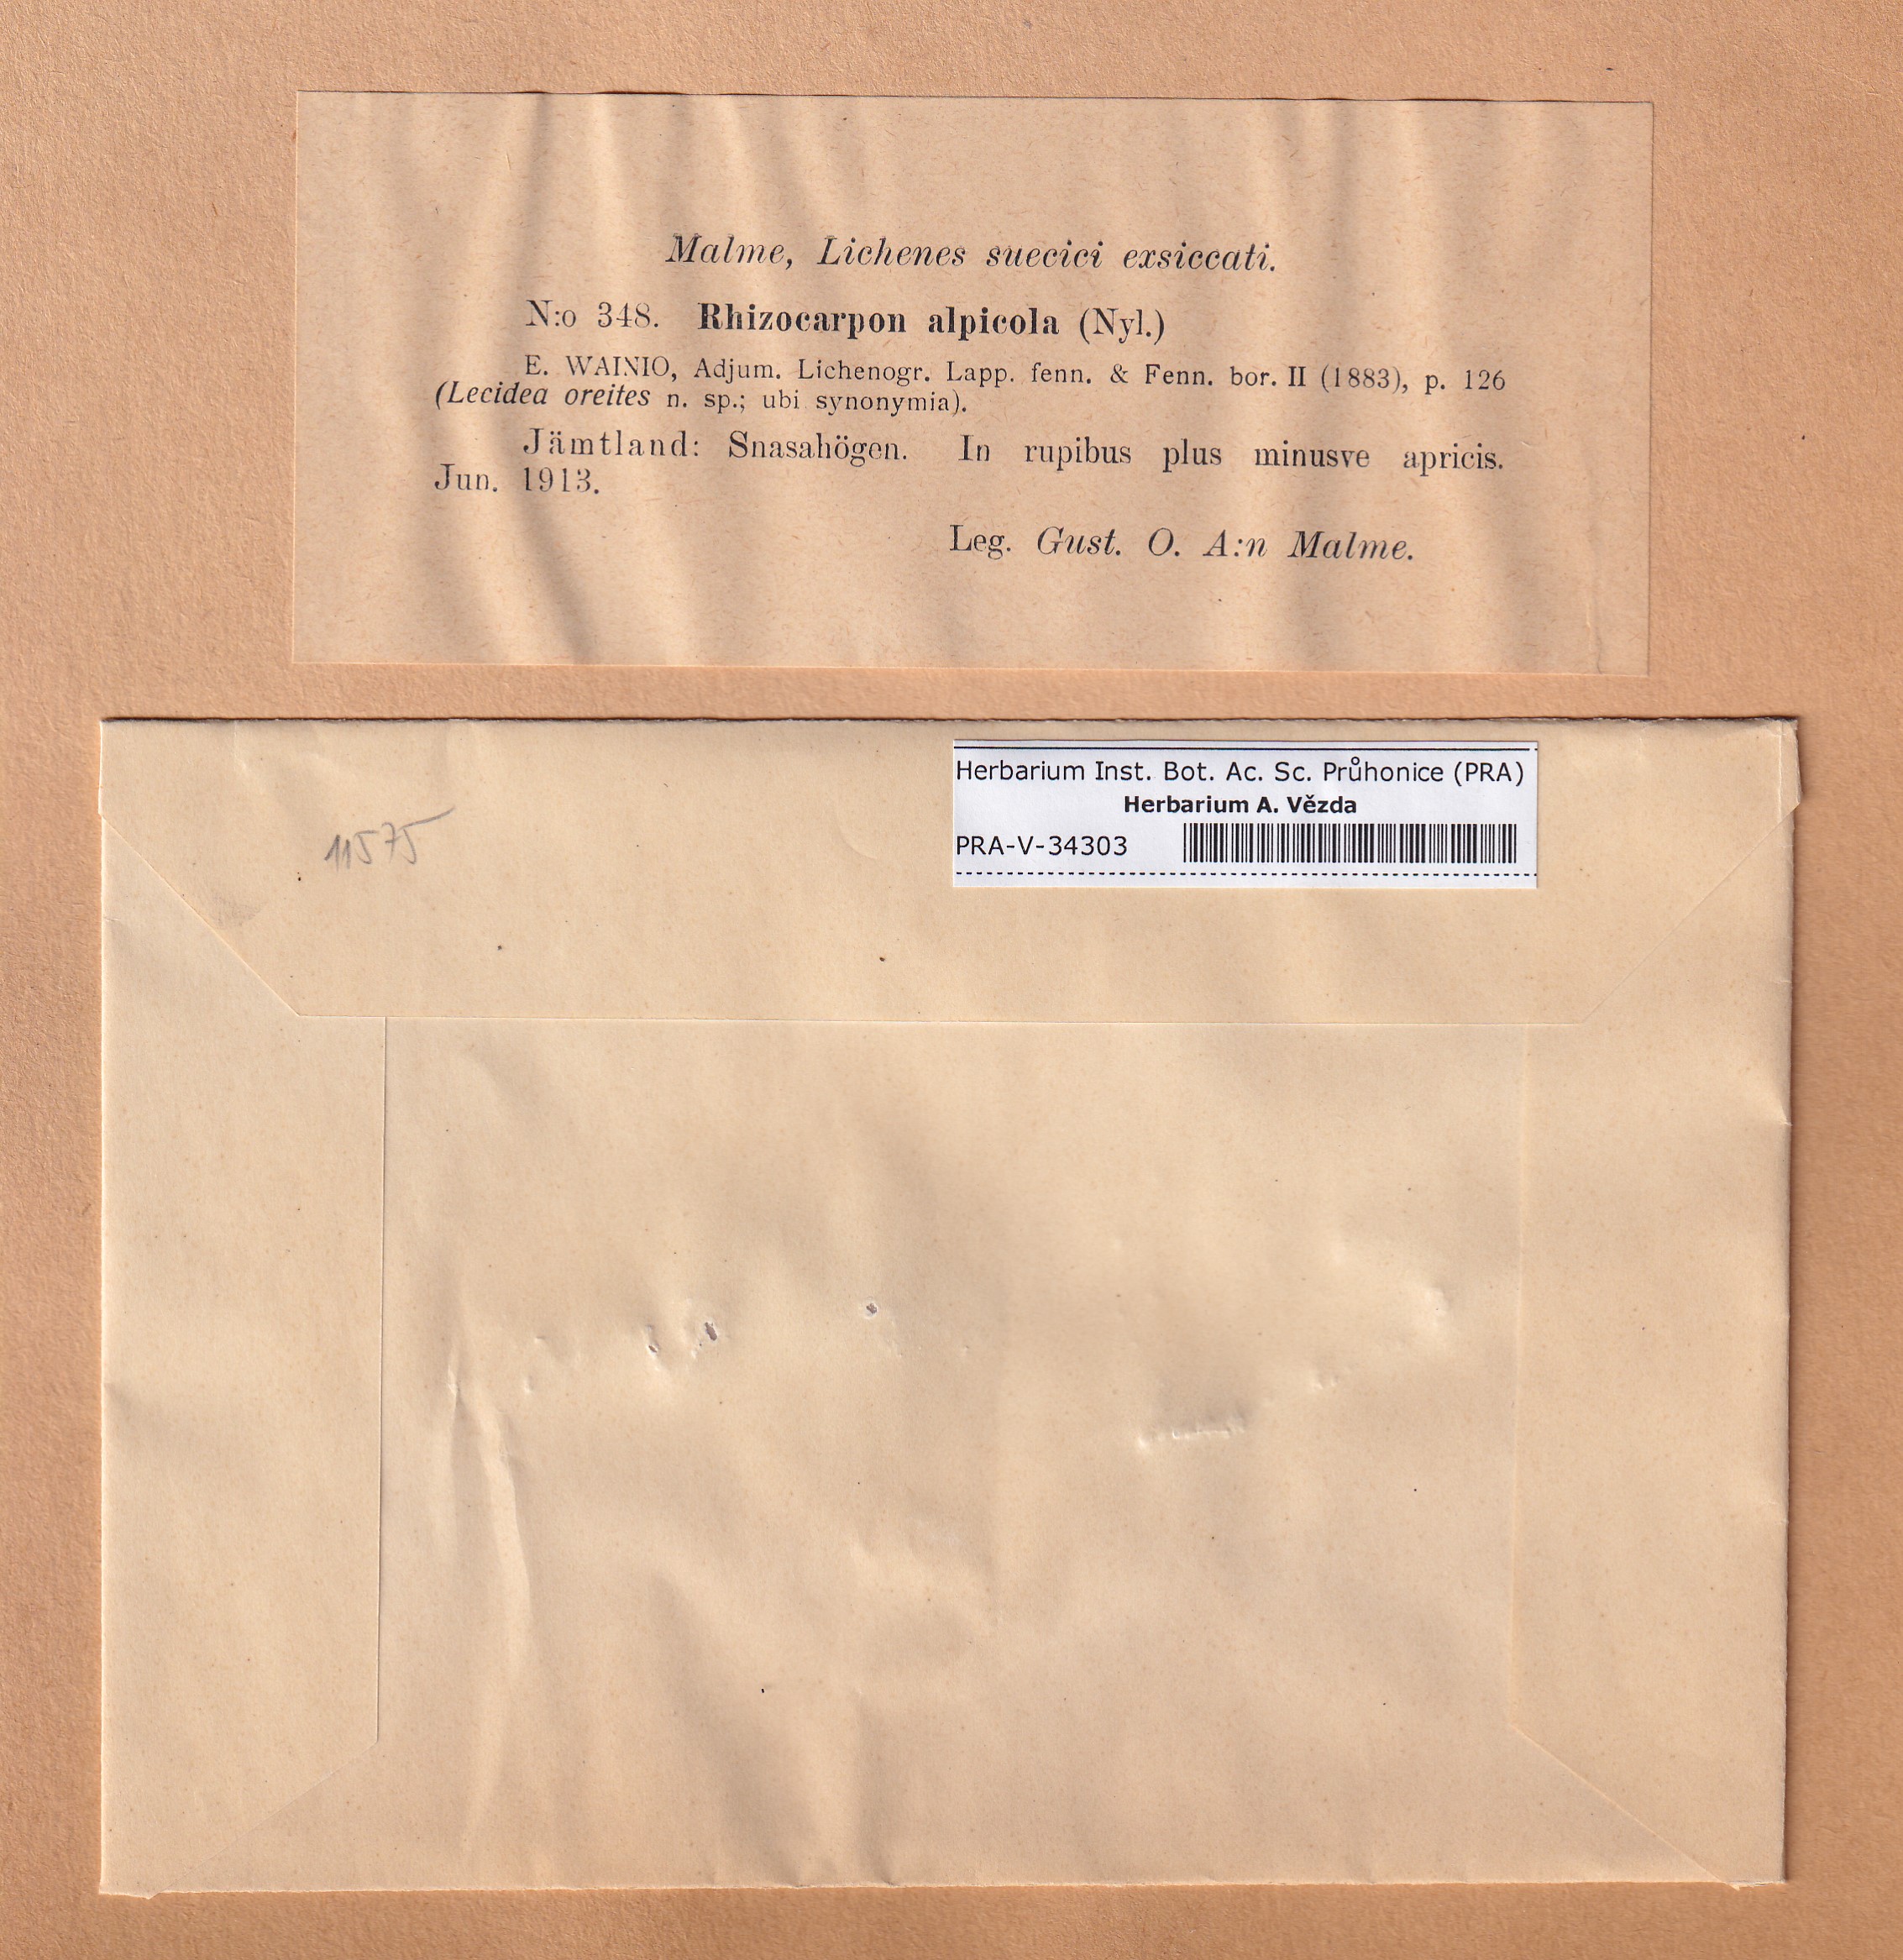 Malme, Lichenes suecici exsiccati.
N:o 348. Rhizocarpon alpicola (Nyl.)
E. WAINIO, Adjum. Lichenogr. Lapp. fenn. & Fenn. bor. II (1883), p. 126
(Lecidea oreites n. sp.; ubi synonymia).
Jämtland: Snasahögen. In rupibus plus minusve apricis.
Jun. 1913.
Leg. Gust. O. A:n Malme.
Herbarium Inst. Bot. Ac. Sc. Průhonice (PRA)
Herbarium A. Vězda
PRA-V-34303
11575